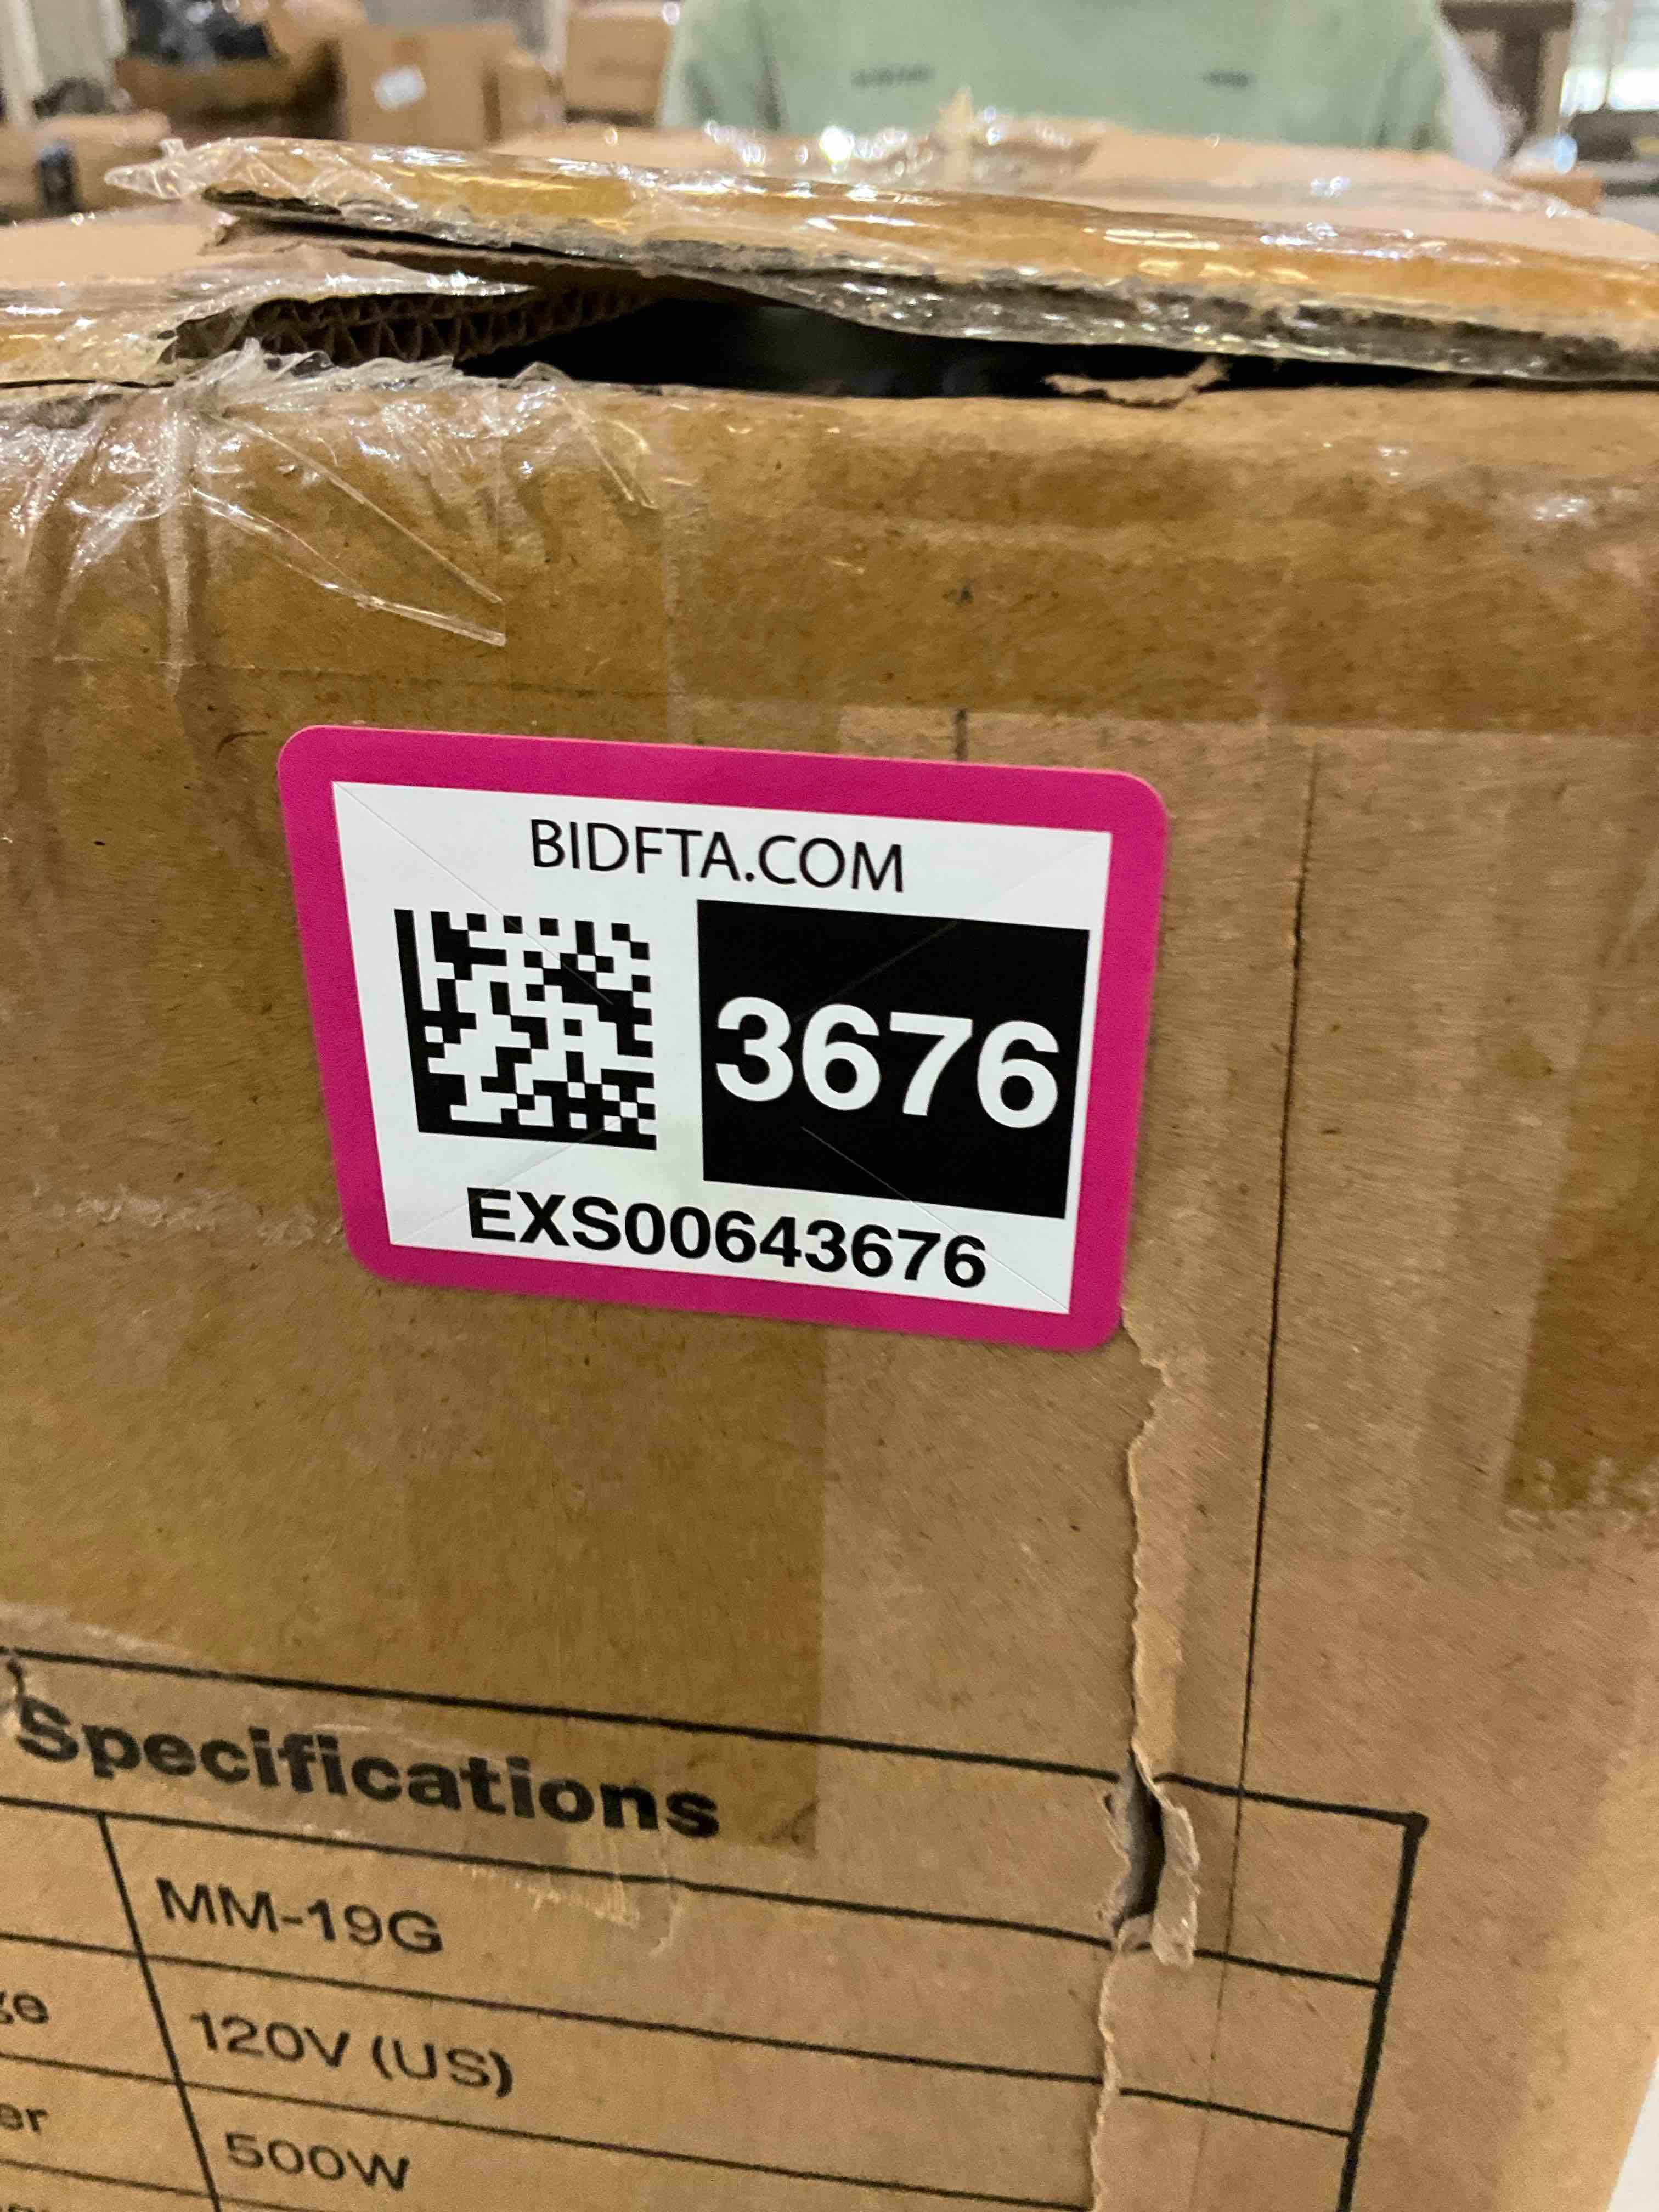 BIDFTA.COM
3676
EXS00643676
Specifications
MM-19G
120V (US)
500W